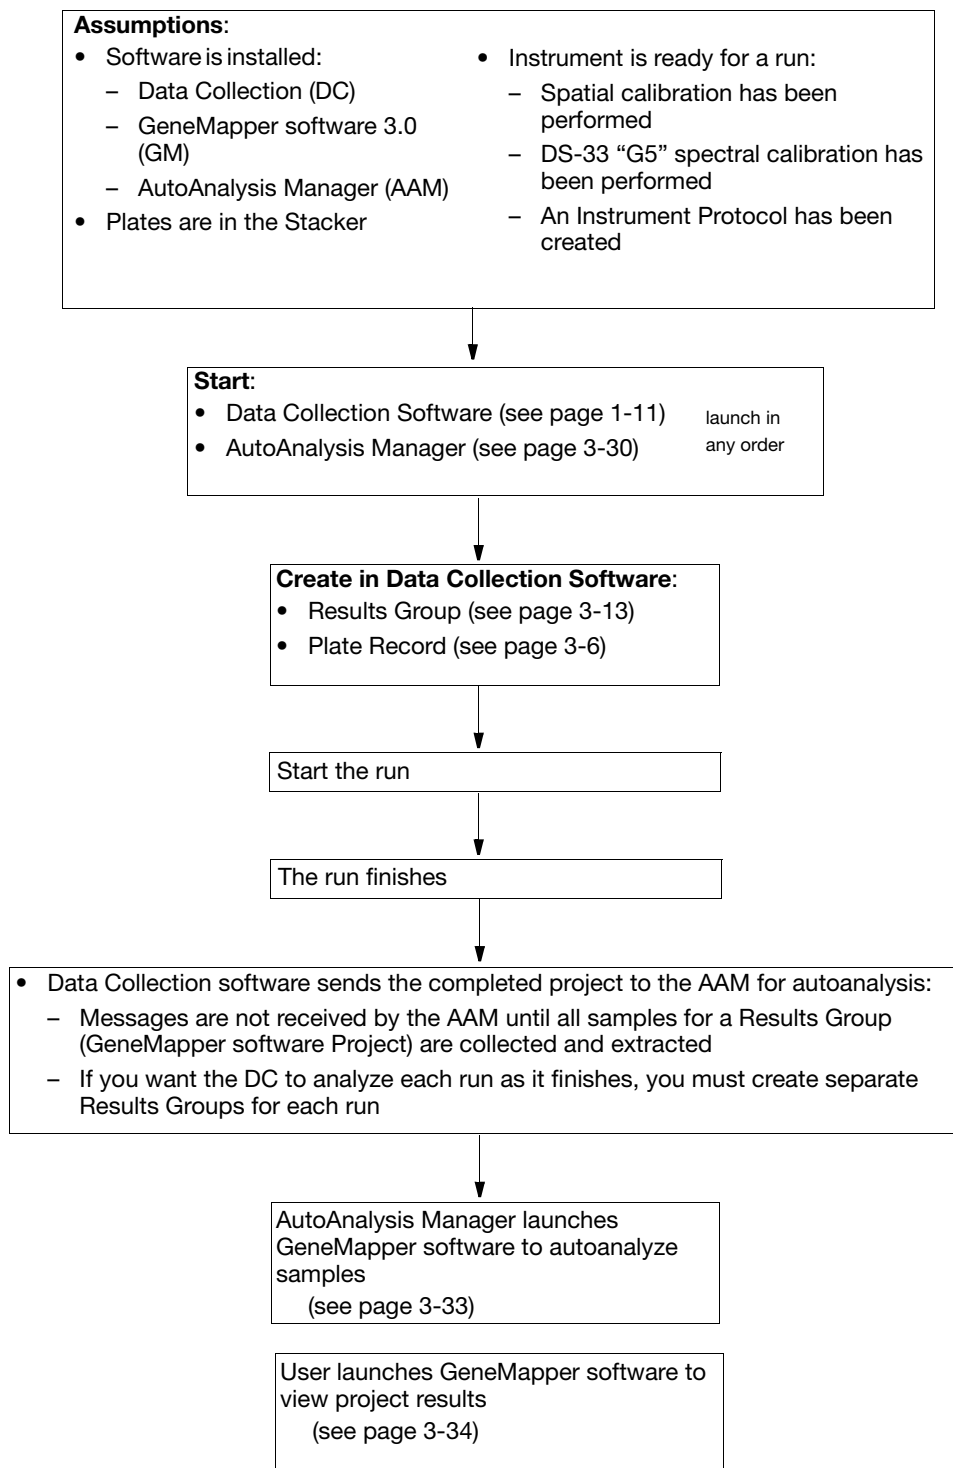 Assumptions:
• Software is installed:
– Data Collection (DC)
– GeneMapper software 3.0
(GM)
– AutoAnalysis Manager (AAM)
• Plates are in the Stacker
• Instrument is ready for a run:
– Spatial calibration has been
performed
– DS-33 “G5” spectral calibration has
been performed
– An Instrument Protocol has been
created
Start:
• Data Collection Software (see page 1-11)
• AutoAnalysis Manager (see page 3-30)
launch in
any order
Create in Data Collection Software:
• Results Group (see page 3-13)
• Plate Record (see page 3-6)
Start the run
The run finishes
• Data Collection software sends the completed project to the AAM for autoanalysis:
– Messages are not received by the AAM until all samples for a Results Group
(GeneMapper software Project) are collected and extracted
– If you want the DC to analyze each run as it finishes, you must create separate
Results Groups for each run
AutoAnalysis Manager launches
GeneMapper software to autoanalyze
samples
(see page 3-33)
User launches GeneMapper software to
view project results
(see page 3-34)